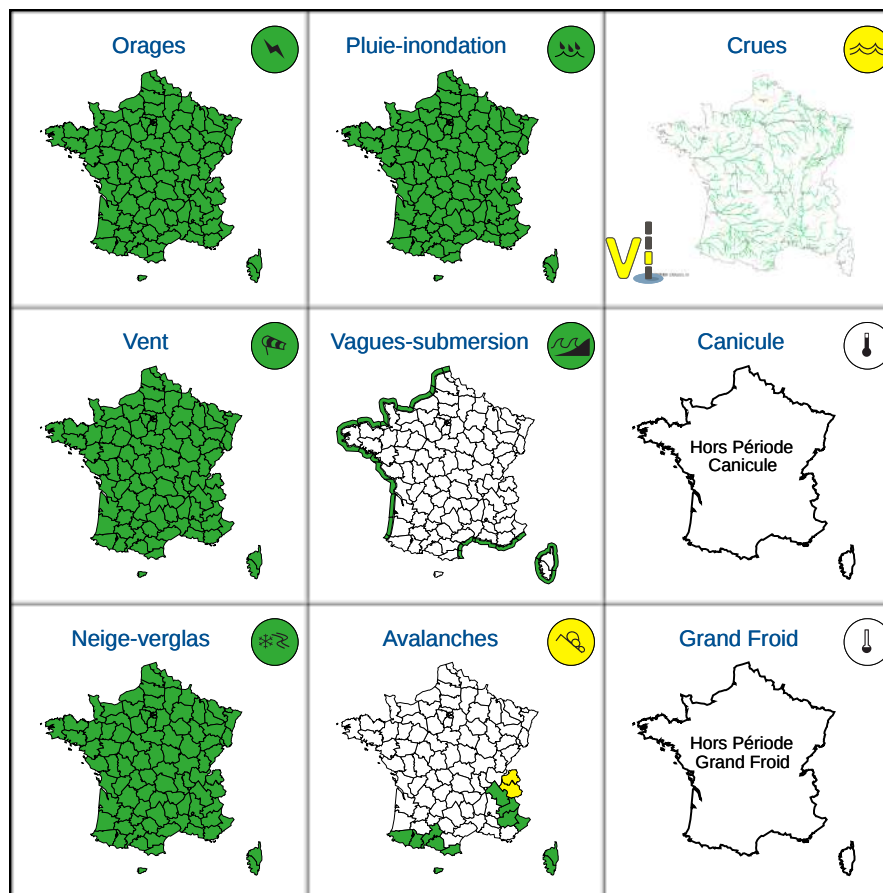 Orages
Pluie-inondation
Crues
Vent
Vagues-submersion
Canicule
Hors Période
Canicule
Neige-verglas
Avalanches
Grand Froid
Hors Période
Grand Froid